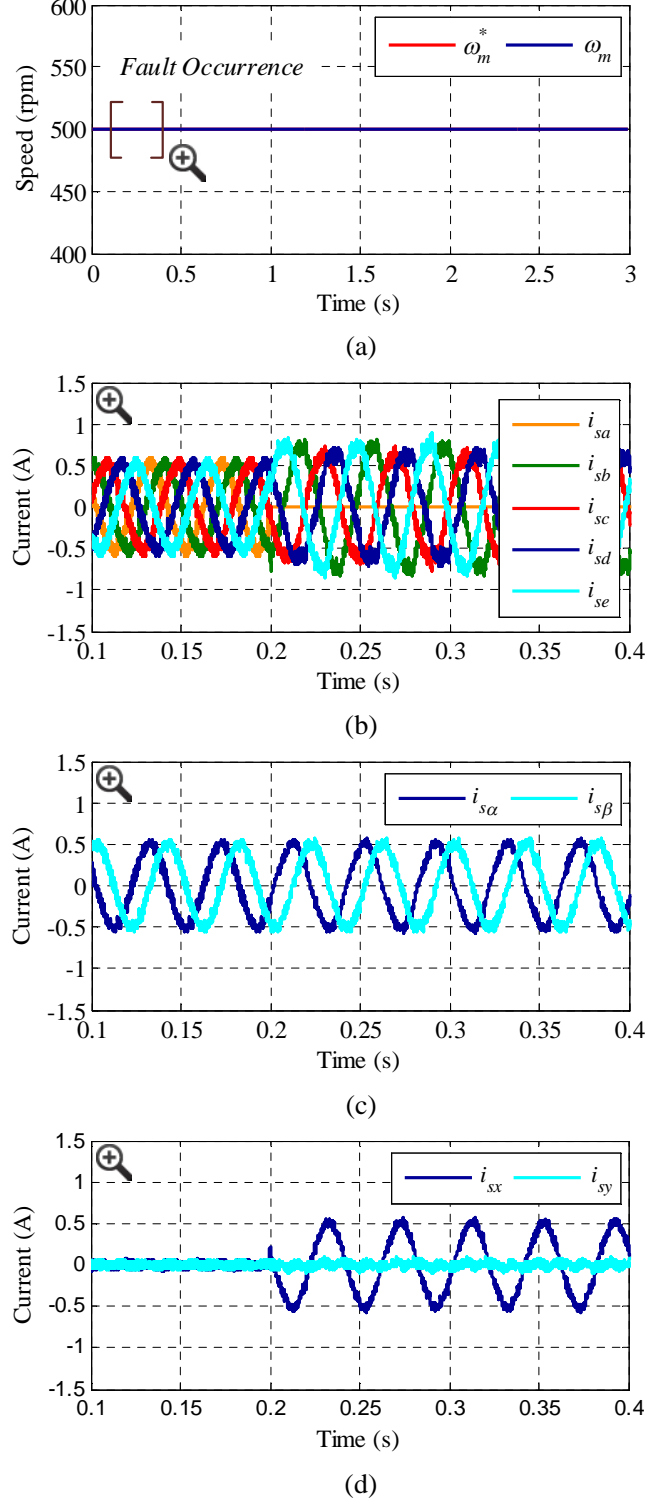 600
550
500
450
400
Speed (rpm)
Fault Occurrence
ω*m ωm
0 0.5 1 1.5 2 2.5 3
Time (s)
(a)
1.5
1
0.5
0
-0.5
-1
-1.5
Current (A)
isa
isb
isc
isd
ise
0.1 0.15 0.2 0.25 0.3 0.35 0.4
Time (s)
(b)
1.5
1
0.5
0
-0.5
-1
-1.5
Current (A)
isα isβ
0.1 0.15 0.2 0.25 0.3 0.35 0.4
Time (s)
(c)
1.5
1
0.5
0
-0.5
-1
-1.5
Current (A)
isx isy
0.1 0.15 0.2 0.25 0.3 0.35 0.4
Time (s)
(d)